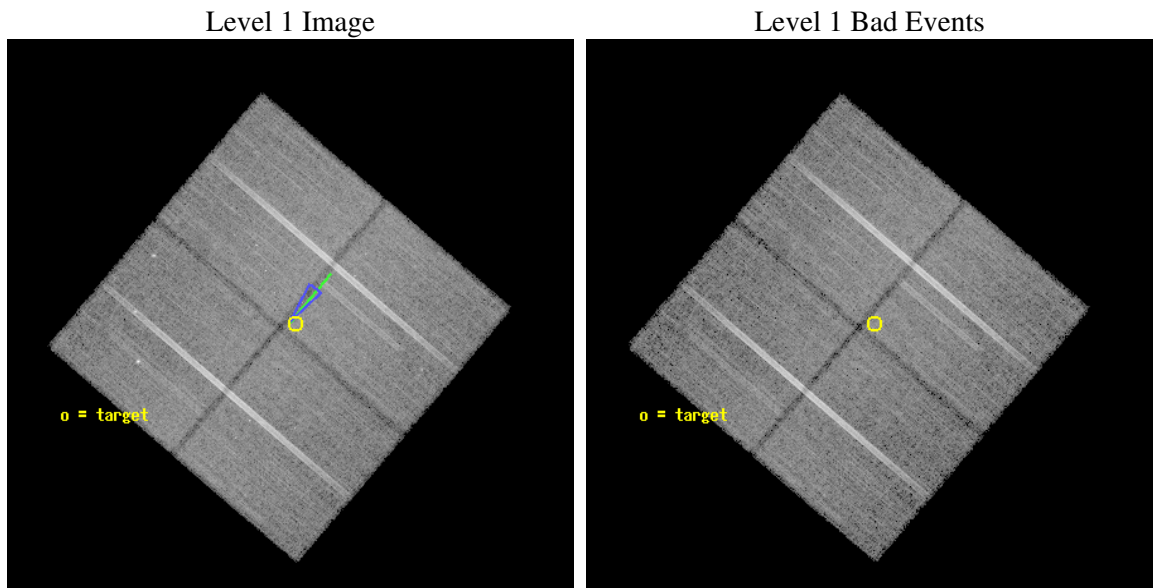 Level 1 Image
Level 1 Bad Events
o = target
o = target